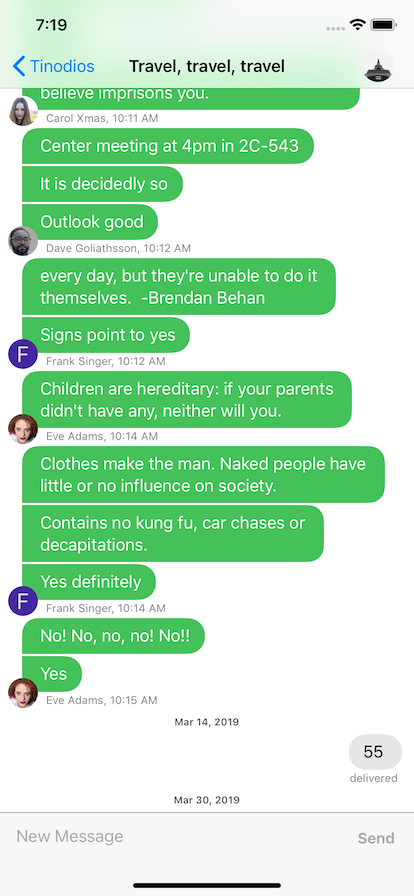 7:19
Tinodios
Travel, travel, travel
believe imprisons you.
Carol Xmas, 10:11 AM
Center meeting at 4pm in 2C-543
It is decidedly so
Outlook good
Dave Goliathsson, 10:12 AM
every day, but they're unable to do it
themselves.  -Brendan Behan
Signs point to yes
F
Frank Singer, 10:12 AM
Children are hereditary: if your parents
didn't have any, neither will you.
Eve Adams, 10:14 AM
Clothes make the man. Naked people have
little or no influence on society.
Contains no kung fu, car chases or
decapitations.
Yes definitely
F
Frank Singer, 10:14 AM
No! No, no, no! No!!
Yes
Eve Adams, 10:15 AM
Mar 14, 2019
55
delivered
Mar 30, 2019
New Message
Send